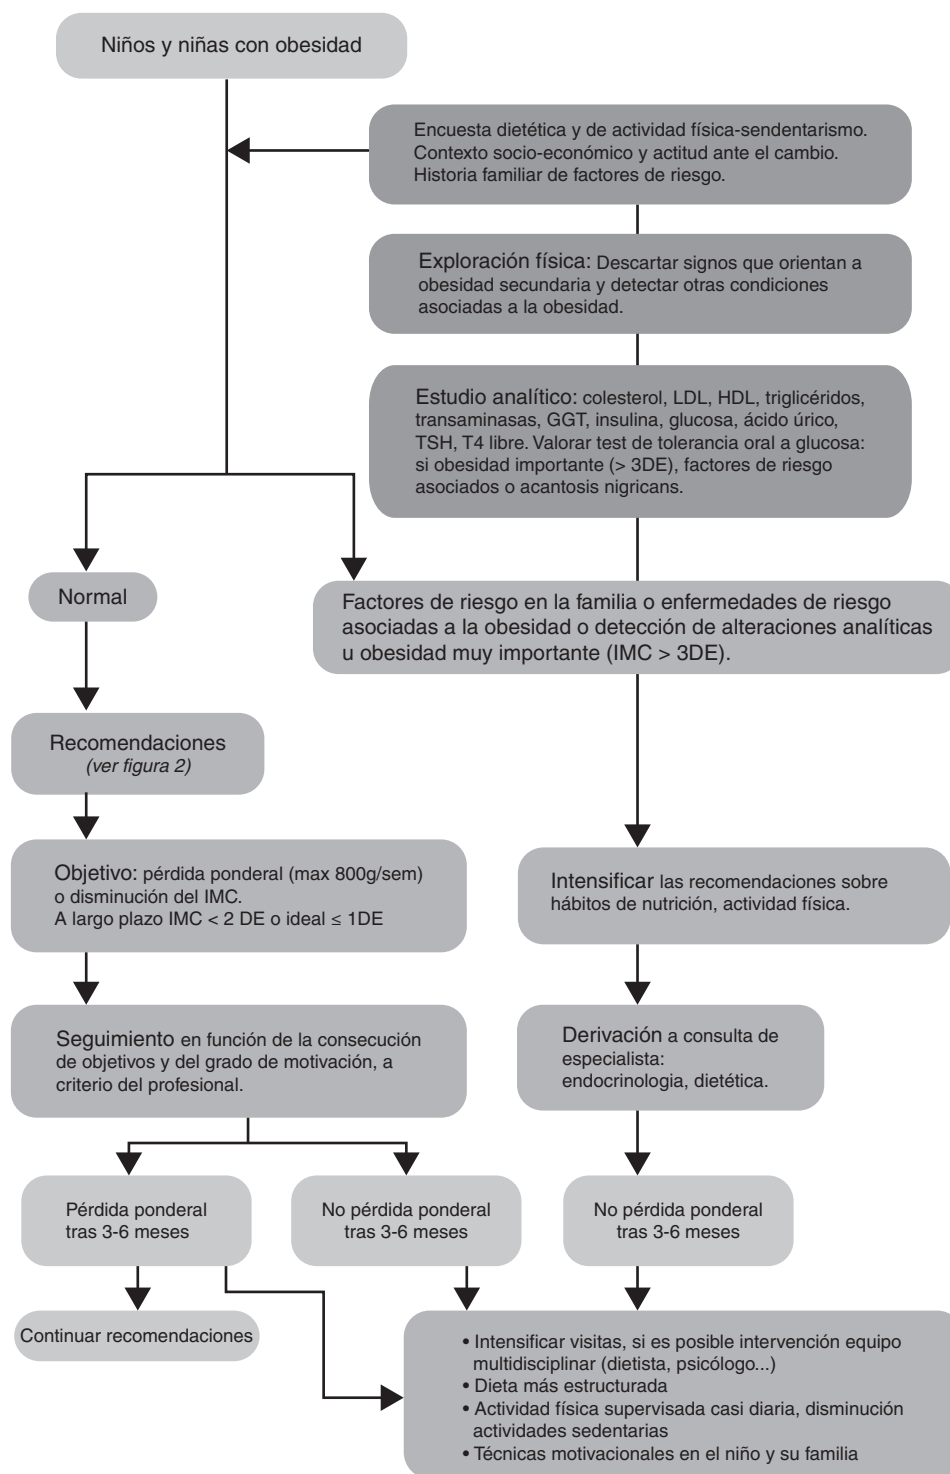 Niños y niñas con obesidad
Encuesta dietética y de actividad física-sendentarismo.
Contexto socio-económico y actitud ante el cambio.
Historia familiar de factores de riesgo.
Exploración física: Descartar signos que orientan a
obesidad secundaria y detectar otras condiciones
asociadas a la obesidad.
Estudio analítico: colesterol, LDL, HDL, triglicéridos,
transaminasas, GGT, insulina, glucosa, ácido úrico,
TSH, T4 libre. Valorar test de tolerancia oral a glucosa:
si obesidad importante (> 3DE), factores de riesgo
asociados o acantosis nigricans.
Normal
Factores de riesgo en la familia o enfermedades de riesgo
asociadas a la obesidad o detección de alteraciones analíticas
u obesidad muy importante (IMC > 3DE).
Recomendaciones
(ver figura 2)
Objetivo: pérdida ponderal (max 800g/sem)
o disminución del IMC.
A largo plazo IMC < 2 DE o ideal ≤ 1DE
Intensificar las recomendaciones sobre
hábitos de nutrición, actividad física.
Seguimiento en función de la consecución
de objetivos y del grado de motivación, a
criterio del profesional.
Derivación a consulta de
especialista:
endocrinologia, dietética.
Pérdida ponderal
tras 3-6 meses
No pérdida ponderal
tras 3-6 meses
No pérdida ponderal
tras 3-6 meses
Continuar recomendaciones
• Intensificar visitas, si es posible intervención equipo
multidisciplinar (dietista, psicólogo...)
• Dieta más estructurada
• Actividad física supervisada casi diaria, disminución
actividades sedentarias
• Técnicas motivacionales en el niño y su familia